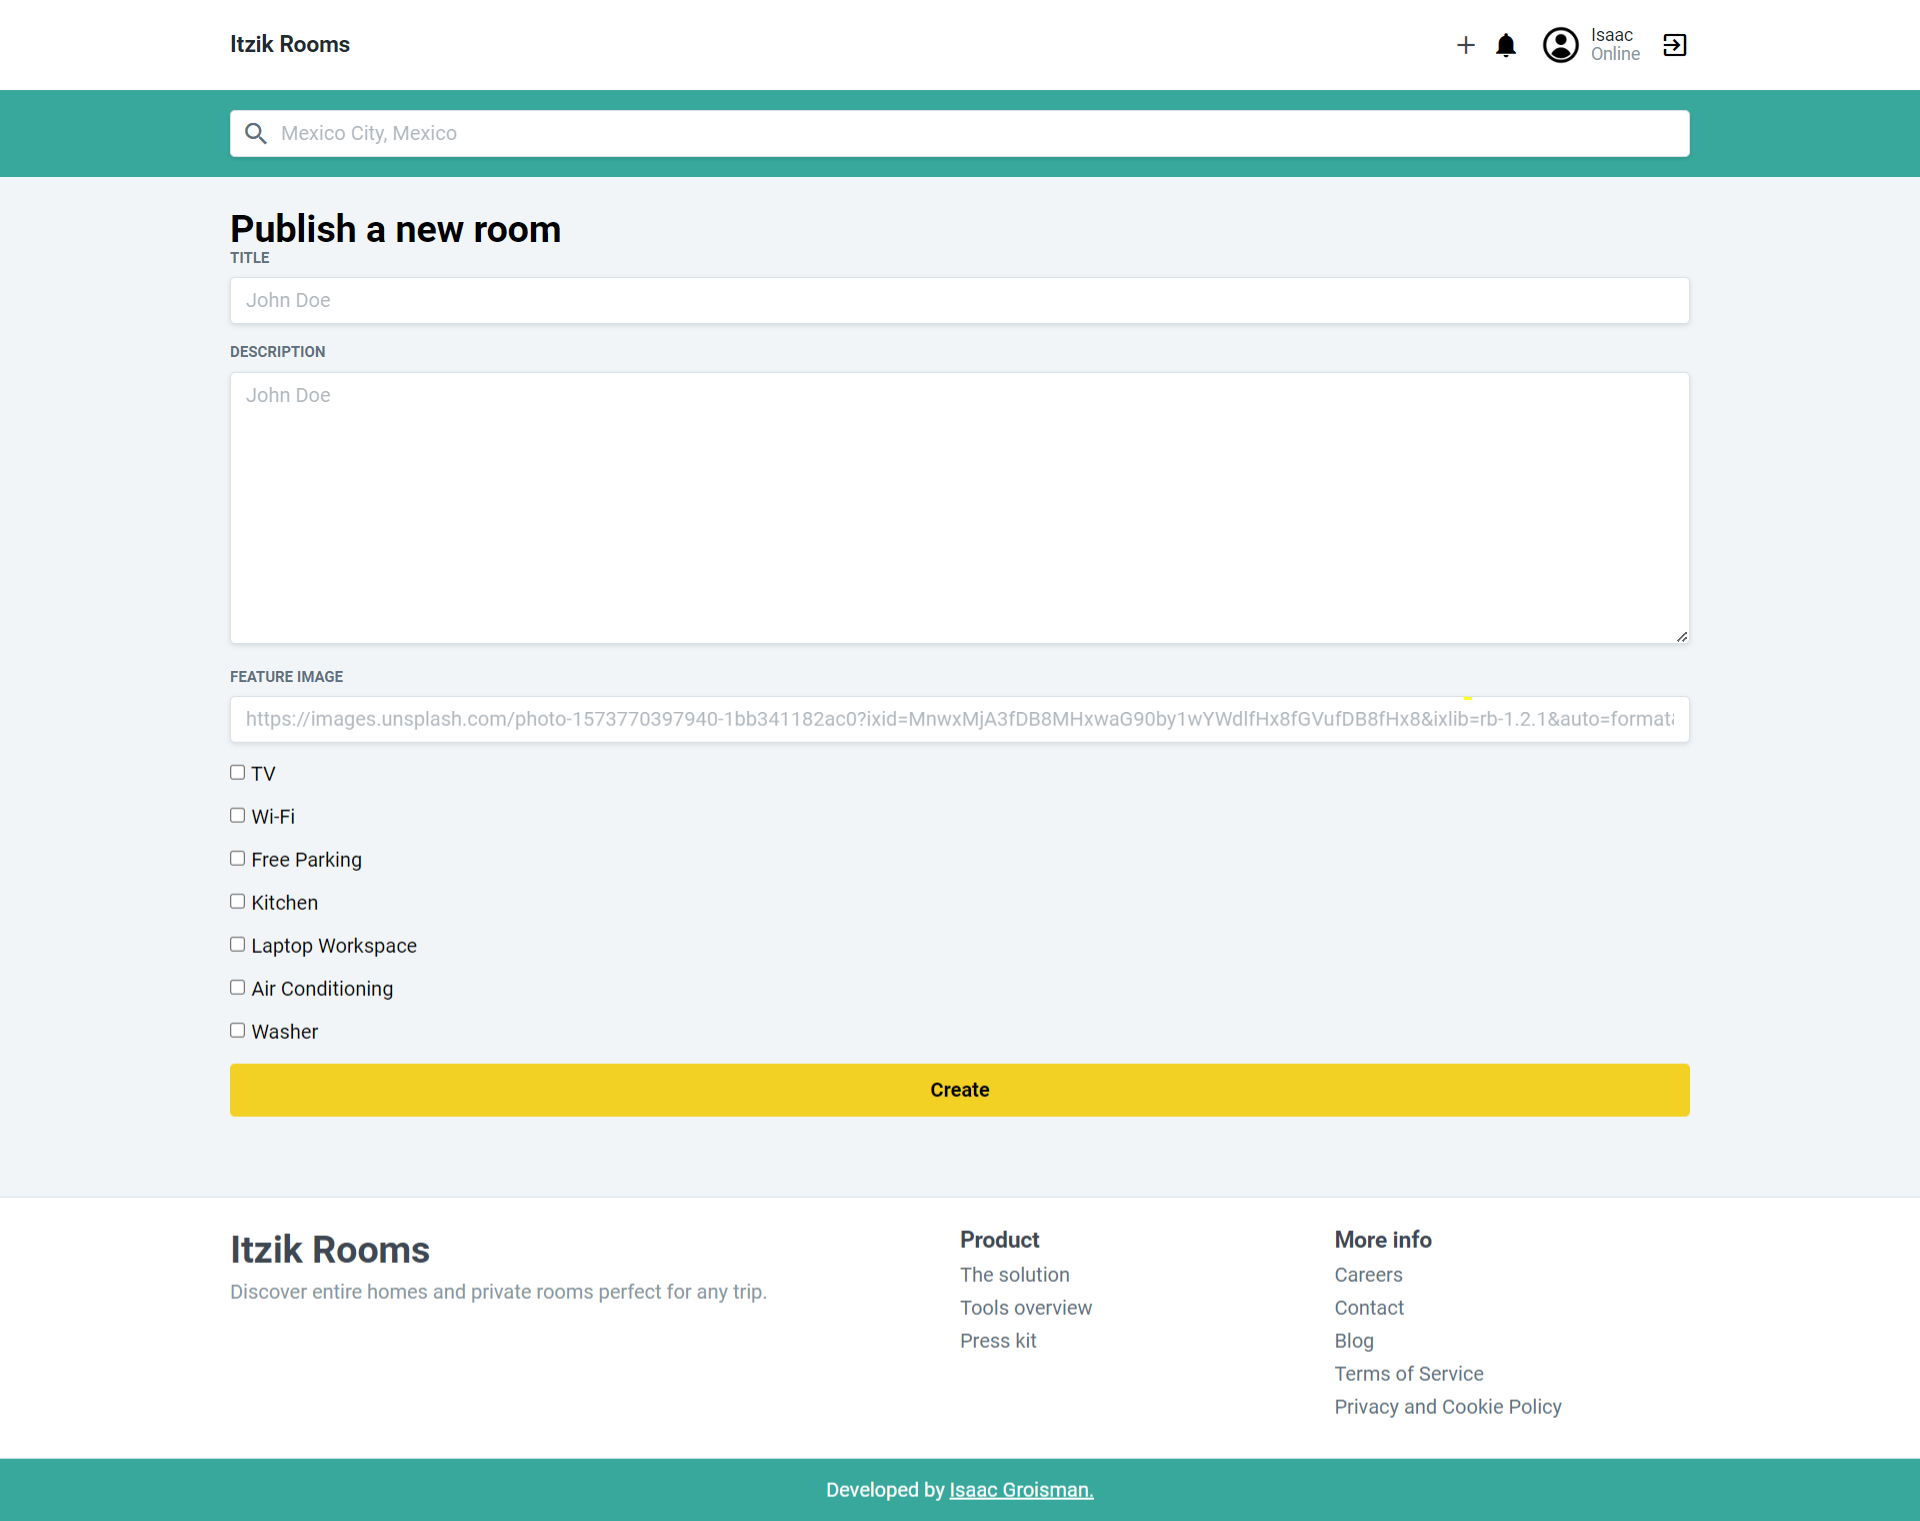 Itzik Rooms
Isaac
Online
Mexico City, Mexico
Publish a new room
TITLE
John Doe
DESCRIPTION
John Doe
FEATURE IMAGE
https://images.unsplash.com/photo-1573770397940-1bb341182ac0?ixid=MnwxMjA3fDB8MHxwaG90by1wYWdlfHx8fGVufDB8fHx8&ixlib=rb-1.2.1&auto=format&
TV
Wi-Fi
Free Parking
Kitchen
Laptop Workspace
Air Conditioning
Washer
Create
Itzik Rooms
Discover entire homes and private rooms perfect for any trip.
Product
The solution
Tools overview
Press kit
More info
Careers
Contact
Blog
Terms of Service
Privacy and Cookie Policy
Developed by Isaac Groisman.